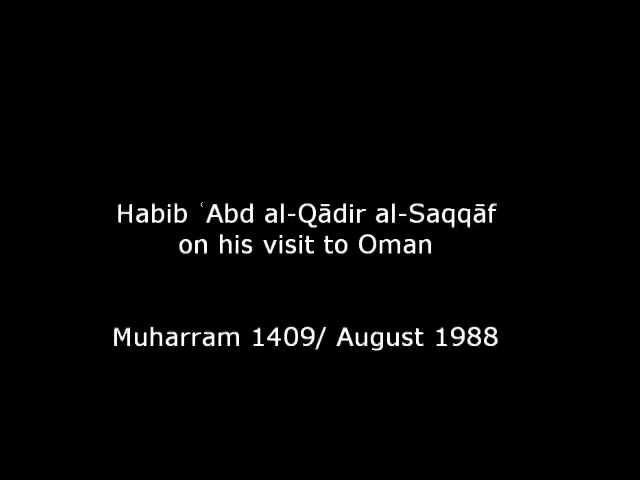 Habib ʿAbd al-Qādir al-Saqqāf
on his visit to Oman
Muharram 1409/ August 1988